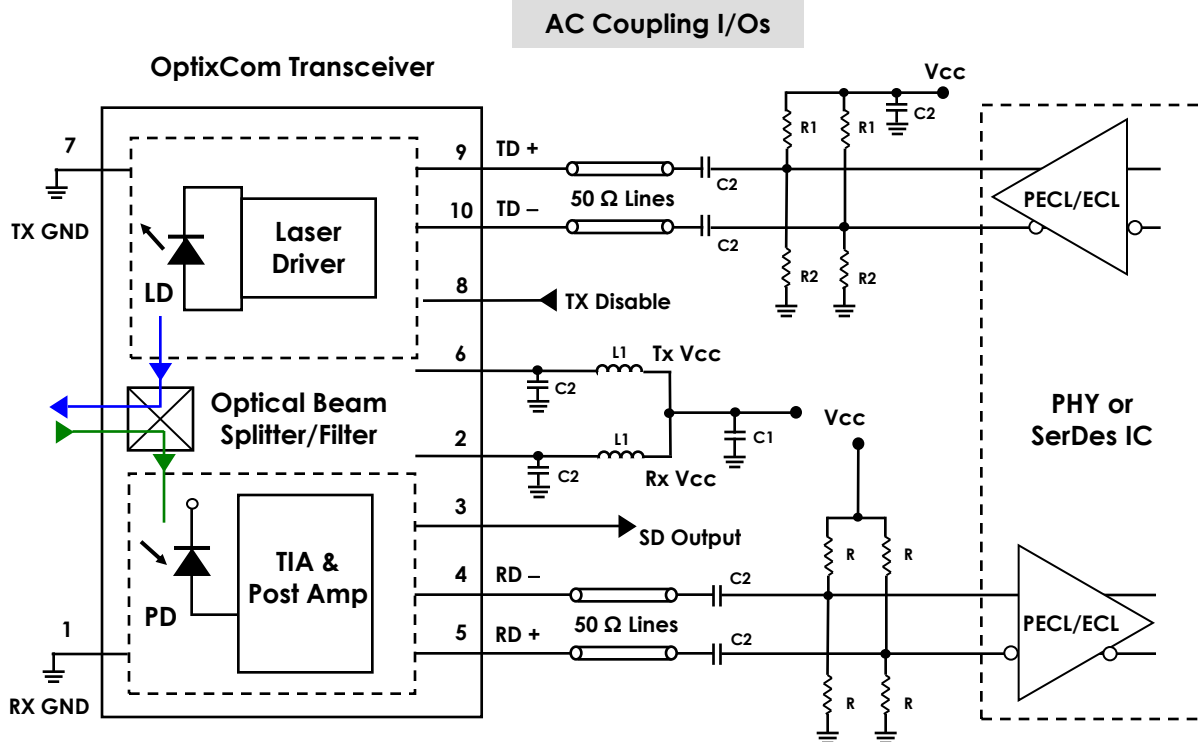 AC Coupling I/Os
OptixCom Transceiver
Vcc
R1
R1
C2
7
9
TD +
C2
50 Ω Lines
PECL/ECL
TX GND
10
TD –
C2
Laser
Driver
R2
R2
LD
8
TX Disable
6
L1
Tx Vcc
C2
Optical Beam
Splitter/Filter
Vcc
PHY or
SerDes IC
C1
2
L1
C2
Rx Vcc
3
SD Output
TIA &
Post Amp
R
R
4
RD –
C2
PD
50 Ω Lines
PECL/ECL
1
5
RD +
C2
RX GND
R
R